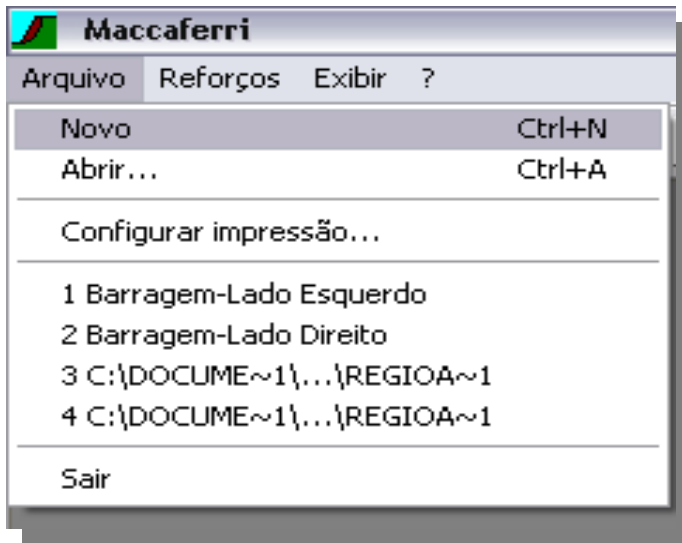 Maccaferri
Arquivo Reforços Exibir ?
Novo Ctrl+N
Abrir... Ctrl+A
Configurar impressão...
1 Barragem-Lado Esquerdo
2 Barragem-Lado Direito
3 C:\DOCUME~1\...\REGIOA~1
4 C:\DOCUME~1\...\REGIOA~1
Sair